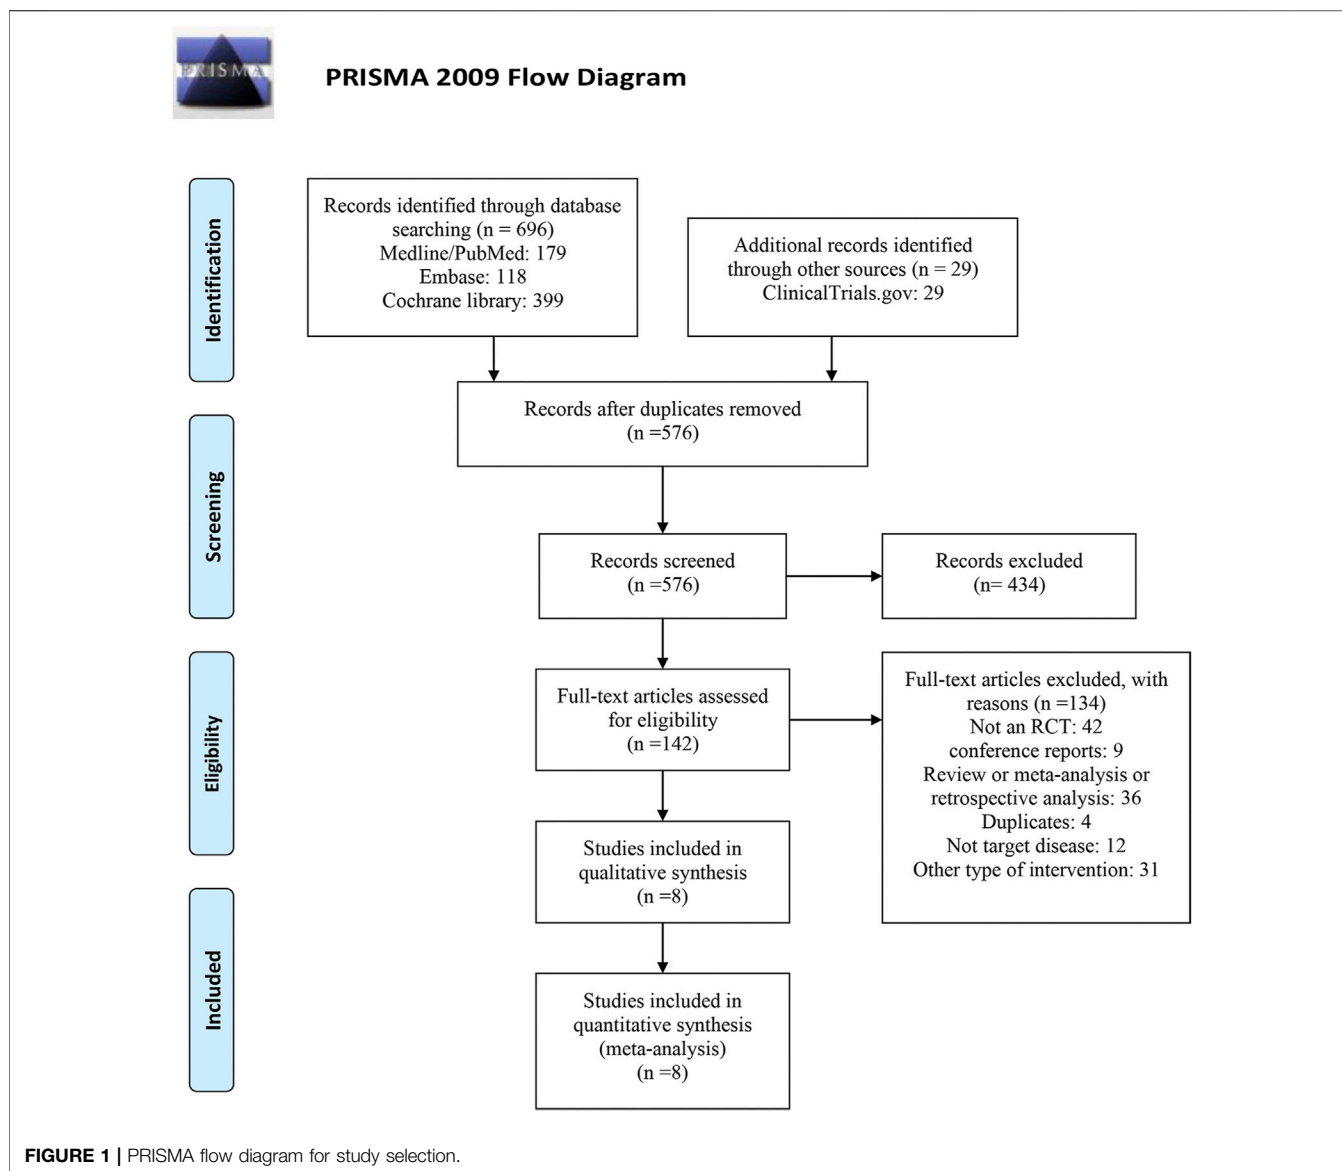 PRISMA
PRISMA 2009 Flow Diagram
Identification
Records identified through database
searching (n = 696)
Medline/PubMed: 179
Embase: 118
Cochrane library: 399
Additional records identified
through other sources (n = 29)
ClinicalTrials.gov: 29
Records after duplicates removed
(n =576)
Screening
Records screened
(n =576)
Records excluded
(n= 434)
Eligibility
Full-text articles assessed
for eligibility
(n =142)
Full-text articles excluded, with
reasons (n =134)
Not an RCT: 42
conference reports: 9
Review or meta-analysis or
retrospective analysis: 36
Duplicates: 4
Not target disease: 12
Other type of intervention: 31
Studies included in
qualitative synthesis
(n =8)
Included
Studies included in
quantitative synthesis
(meta-analysis)
(n =8)
FIGURE 1 | PRISMA flow diagram for study selection.